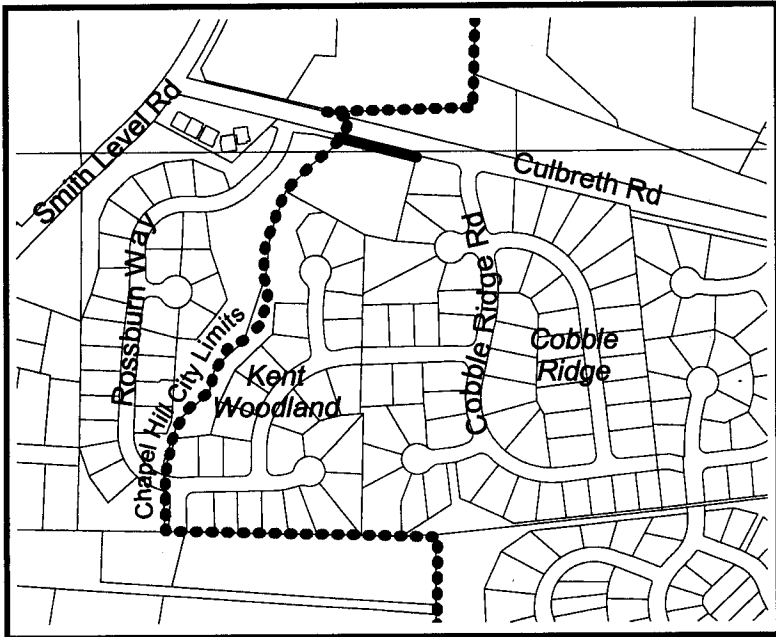 Smith Level Rd
Culbreth Rd
Rossburn Way
Cobble Ridge Rd
Chapel Hill City Limits
Kent
Woodland
Cobble
Ridge